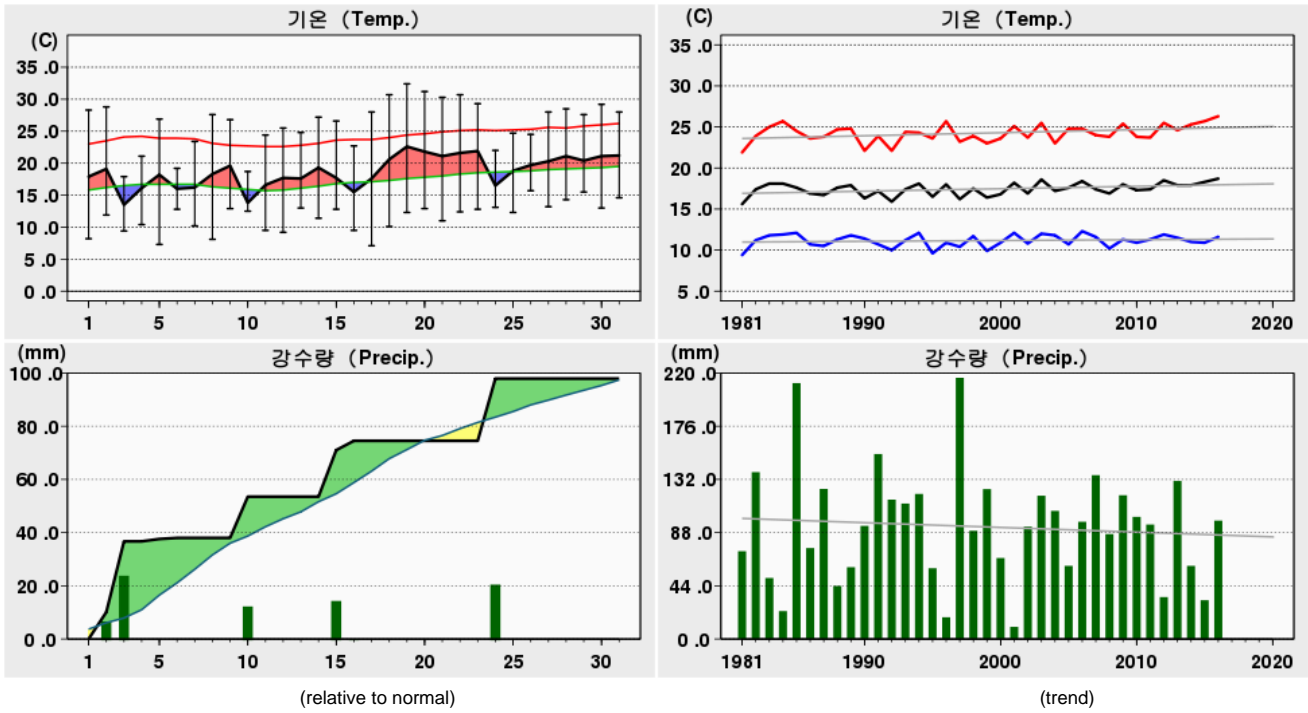 기온 (Temp.)
(C)
35 .0
30 .0
25 .0
20 .0
15 .0
10 .0
5 .0
0 .0
1 5 10 15 20 25 30
기온 (Temp.)
(C)
35 .0
30 .0
25 .0
20 .0
15 .0
10 .0
5 .0
1981 1990 2000 2010 2020
강수량 (Precip.)
(mm)
100 .0
80 .0
60 .0
40 .0
20 .0
0 .0
1 5 10 15 20 25 30
(relative to normal)
강수량 (Precip.)
(mm)
220 .0
176 .0
132 .0
88 .0
44 .0
0 .0
1981 1990 2000 2010 2020
(trend)